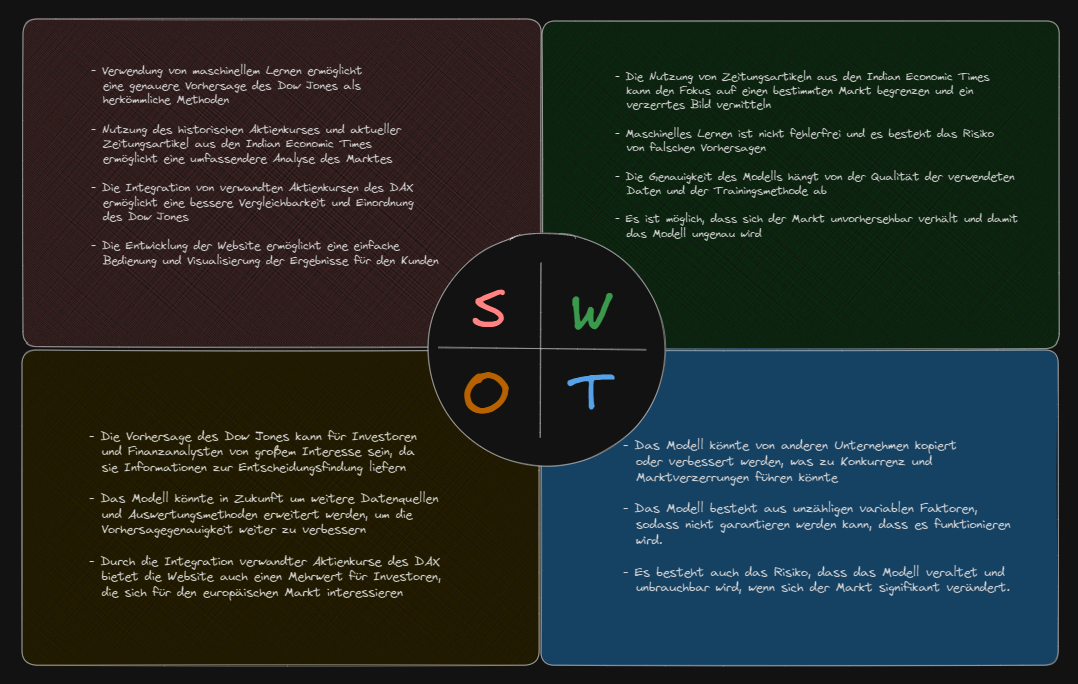 - Verwendung von maschinellem Lernen ermöglicht
eine genauere Vorhersage des Dow Jones als
herkömmliche Methoden
- Nutzung des historischen Aktienkurses und aktueller
Zeitungsartikel aus den Indian Economic Times
ermöglicht eine umfassendere Analyse des Marktes
- Die Integration von verwandten Aktienkursen des DAX
ermöglicht eine bessere Vergleichbarkeit und Einordnung
des Dow Jones
- Die Entwicklung der Website ermöglicht eine einfache
Bedienung und Visualisierung der Ergebnisse für den Kunden
- Die Nutzung von Zeitungsartikeln aus den Indian Economic Times
kann den Fokus auf einen bestimmten Markt begrenzen und ein
verzerrtes Bild vermitteln
- Maschinelles Lernen ist nicht fehlerfrei und es besteht das Risiko
von falschen Vorhersagen
- Die Genauigkeit des Modells hängt von der Qualität der verwendeten
Daten und der Trainingsmethode ab
- Es ist möglich, dass sich der Markt unvorhersehbar verhält und damit
das Modell ungenau wird
S
W
O
T
- Die Vorhersage des Dow Jones kann für Investoren
und Finanzanalysten von großem Interesse sein, da
sie Informationen zur Entscheidungsfindung liefern
- Das Modell könnte in Zukunft um weitere Datenquellen
und Auswertungsmethoden erweitert werden, um die
Vorhersagegenauigkeit weiter zu verbessern
- Durch die Integration verwandter Aktienkurse des DAX
bietet die Website auch einen Mehrwert für Investoren,
die sich für den europäischen Markt interessieren
- Das Modell könnte von anderen Unternehmen kopiert
oder verbessert werden, was zu Konkurrenz und
Marktverzerrungen führen könnte
- Das Modell besteht aus unzähligen variablen Faktoren,
sodass nicht garantieren werden kann, dass es funktionieren
wird.
- Es besteht auch das Risiko, dass das Modell veraltet und
unbrauchbar wird, wenn sich der Markt signifikant verändert.